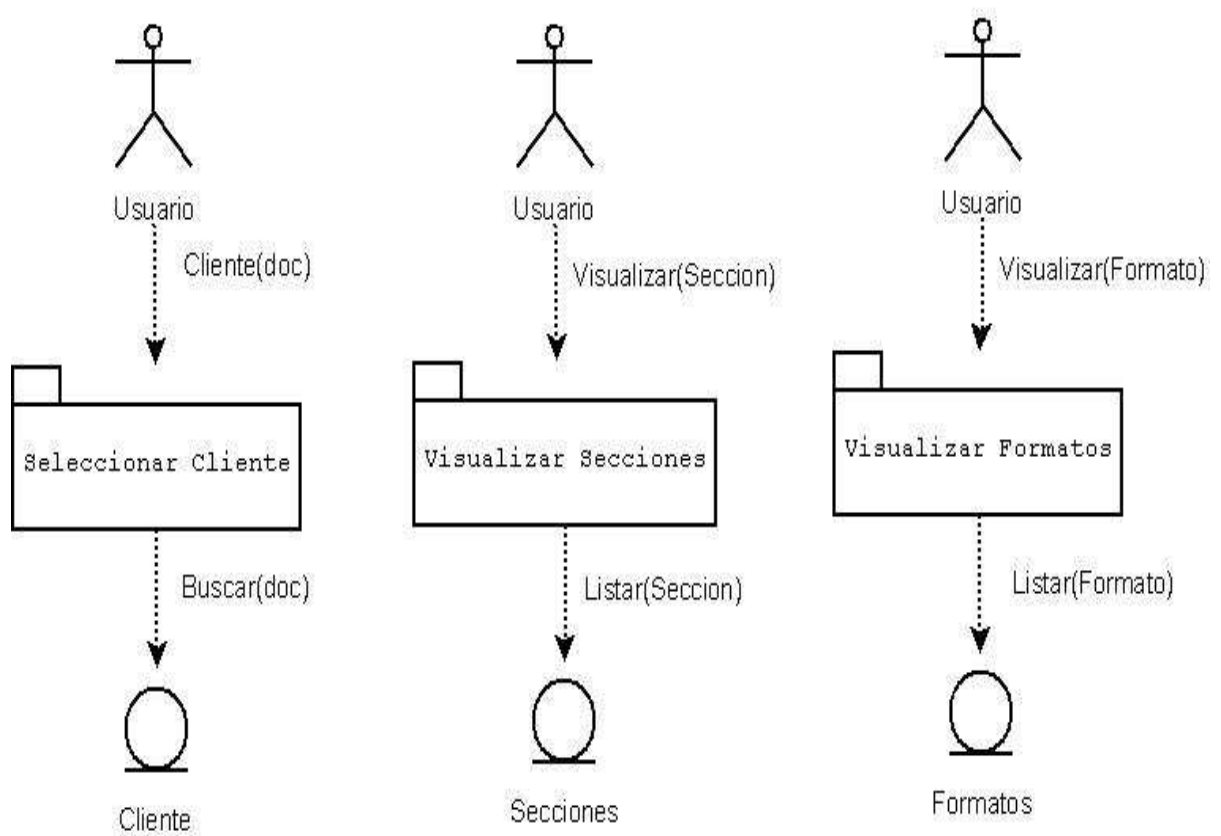 Usuario
Cliente(doc)
Seleccionar Cliente
Buscar(doc)
Cliente
Usuario
Visualizar(Seccion)
Visualizar Secciones
Listar(Seccion)
Secciones
Usuario
Visualizar(Formato)
Visualizar Formatos
Listar(Formato)
Formatos